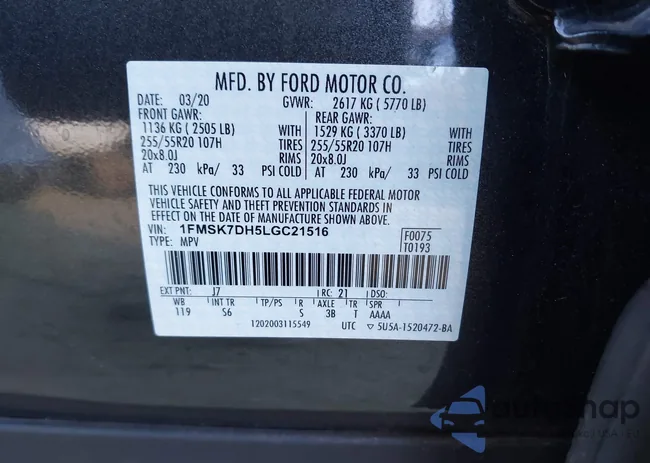 MFD. BY FORD MOTOR CO.
DATE: 03/20 GVWR: 2617 KG ( 5770 LB)
FRONT GAWR: REAR GAWR:
1136 KG ( 2505 LB) WITH 1529 KG ( 3370 LB) WITH
255/55R20 107H TIRES 255/55R20 107H TIRES
20x8.0J RIMS 20x8.0J RIMS
AT 230 kPa/ 33 PSI COLD AT 230 kPa/ 33 PSI COLD
THIS VEHICLE CONFORMS TO ALL APPLICABLE FEDERAL MOTOR
VEHICLE SAFETY AND THEFT PREVENTION STANDARDS IN
EFFECT ON THE DATE OF MANUFACTURE SHOWN ABOVE.
VIN: 1FMSK7DH5LGC21516 F0075
TYPE: MPV T0193
EXT PNT: J7 RC: 21 DSO:
WB INT TR TP/PS R AXLE TR SPR
119 S6 S 3B T AAAA
1202003115549 UTC 5U5A-1520472-BA
autosnap